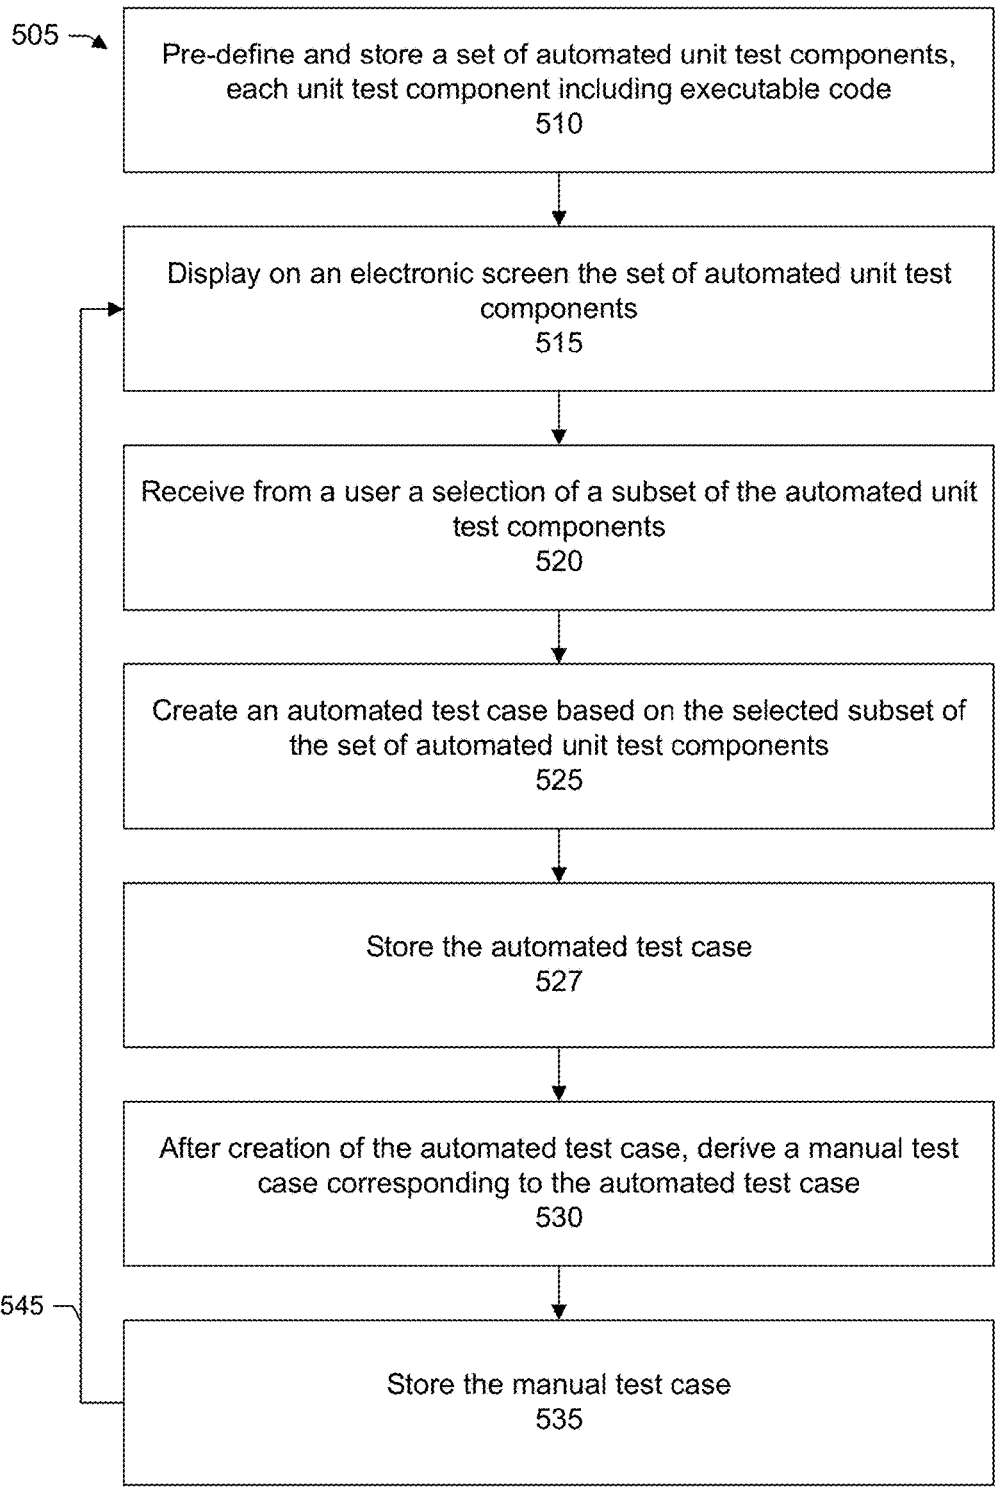 505
Pre-define and store a set of automated unit test components,
each unit test component including executable code
510
Display on an electronic screen the set of automated unit test
components
515
Receive from a user a selection of a subset of the automated unit
test components
520
Create an automated test case based on the selected subset of
the set of automated unit test components
525
Store the automated test case
527
After creation of the automated test case, derive a manual test
case corresponding to the automated test case
530
545
Store the manual test case
535